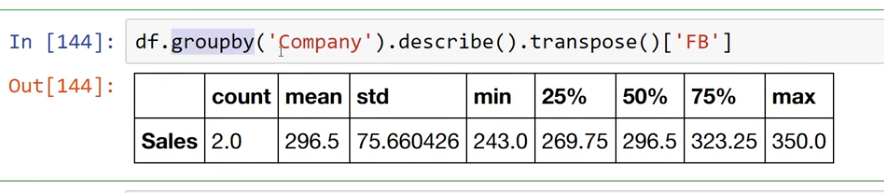 In [144]: df.groupby('Company').describe().transpose()['FB']
Out[144]:
count mean std min 25% 50% 75% max
Sales 2.0 296.5 75.660426 243.0 269.75 296.5 323.25 350.0